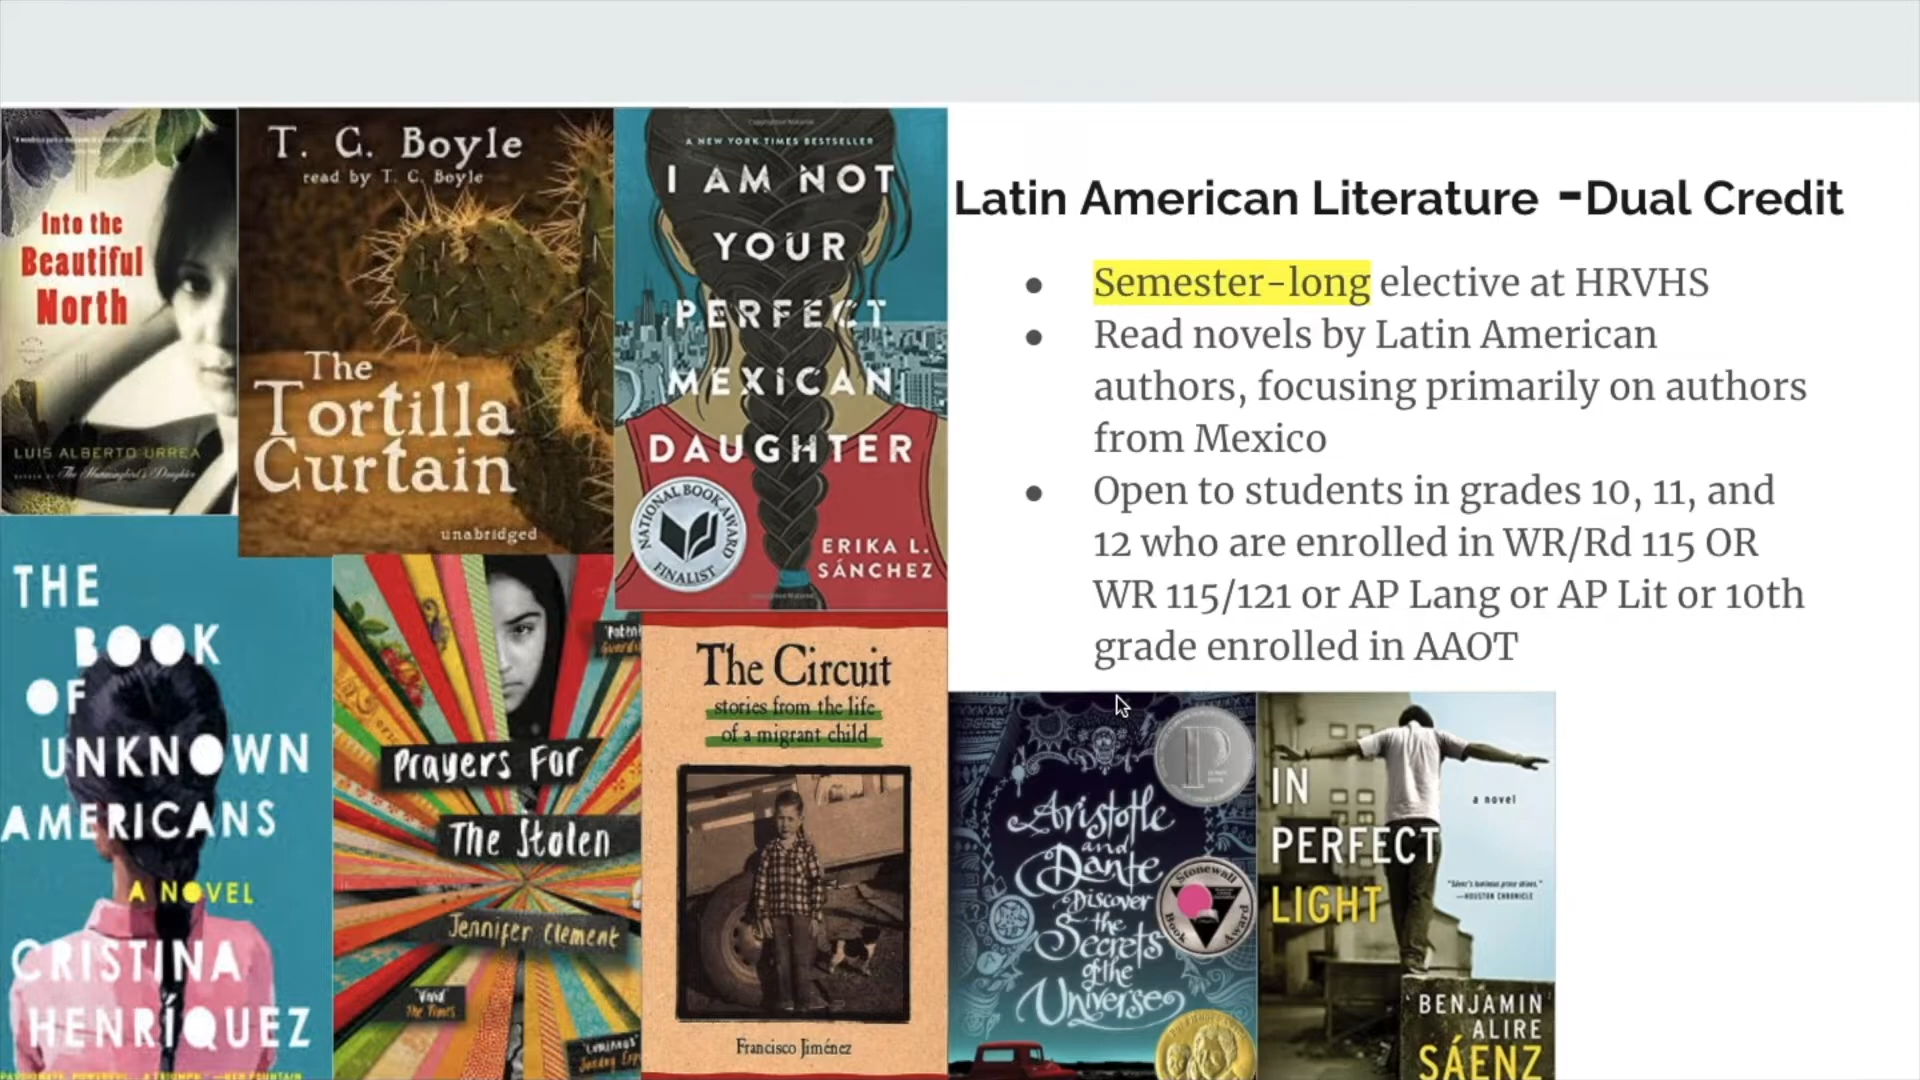 Into the
Beautiful
North
LUIS ALBERTO URREA
The Hummingbird's Daughter
T. C. Boyle
read by T. C. Boyle
The
Tortilla
Curtain
unabridged
A NEW YORK TIMES BESTSELLER
I AM NOT
YOUR
PERFECT
MEXICAN
DAUGHTER
NATIONAL BOOK AWARD
FINALIST
ERIKA L.
SÁNCHEZ
Latin American Literature -Dual Credit
● Semester-long elective at HRVHS
● Read novels by Latin American
authors, focusing primarily on authors
from Mexico
● Open to students in grades 10, 11, and
12 who are enrolled in WR/Rd 115 OR
WR 115/121 or AP Lang or AP Lit or 10th
grade enrolled in AAOT
THE
BOOK
OF
UNKNOWN
AMERICANS
A NOVEL
CRISTINA
HENRÍQUEZ
Prayers For
The Stolen
Jennifer Clement
'Vivid'
The Times
The Circuit
stories from the life
of a migrant child
Francisco Jiménez
Aristotle
and
Dante
Discover
the
Secrets
of the
Universe
Stonewall
Book Award
IN
PERFECT
LIGHT
a novel
"Sáenz's luminous prose shines."
—HOUSTON CHRONICLE
BENJAMIN
ALIRE
SÁENZ